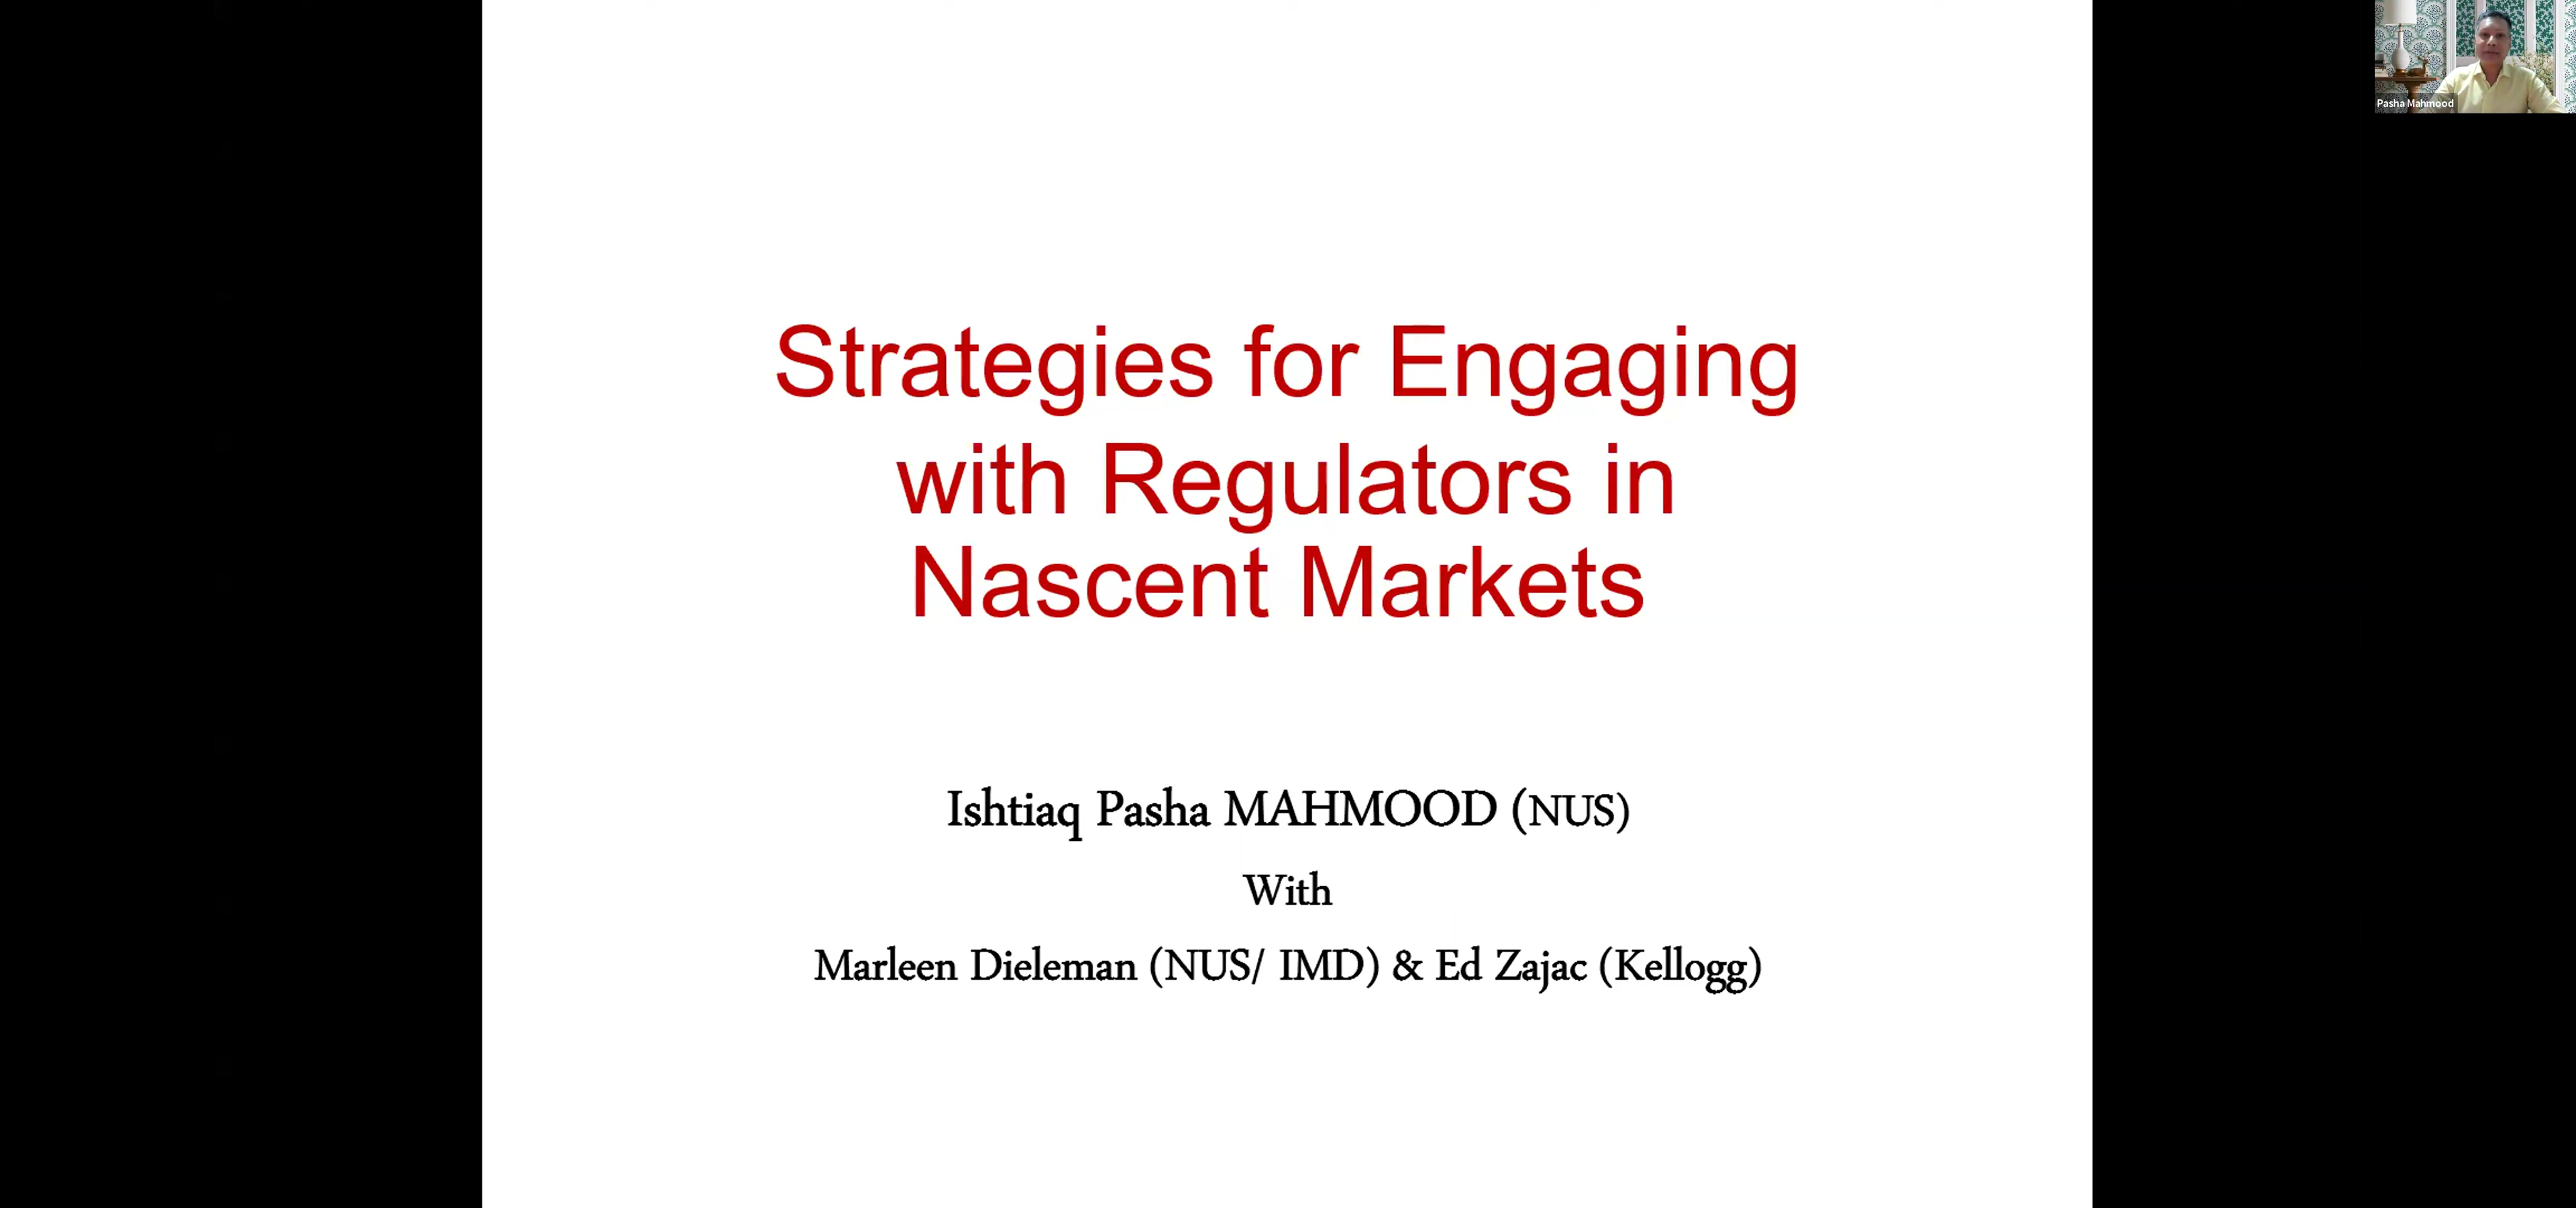 Pasha Mahmood
Strategies for Engaging
with Regulators in
Nascent Markets
Ishtiaq Pasha MAHMOOD (NUS)
With
Marleen Dieleman (NUS/ IMD) & Ed Zajac (Kellogg)